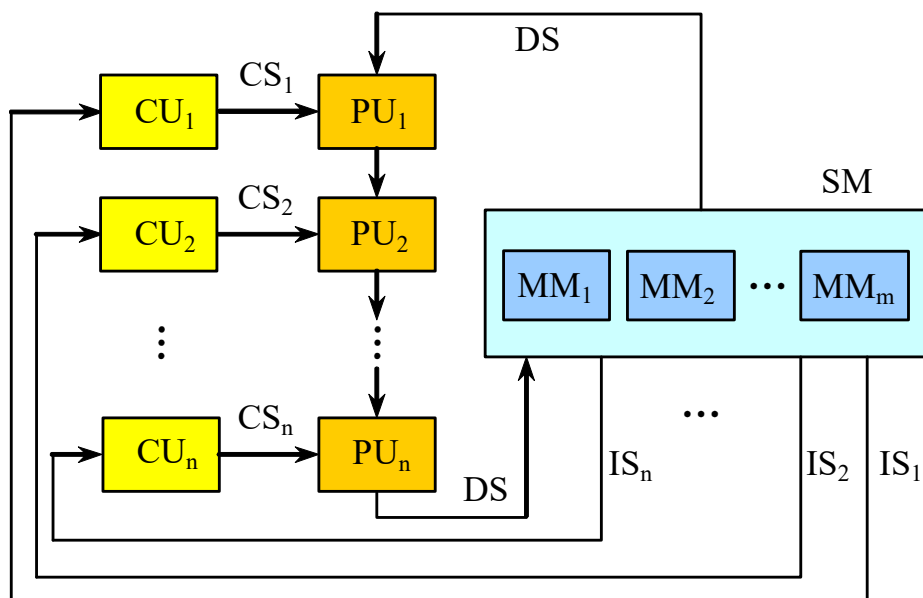 DS
CS₁
CU₁
PU₁
SM
CS₂
CU₂
PU₂
MM₁
MM₂
...
MMₘ
⋮
⋮
...
CSₙ
CUₙ
PUₙ
DS
ISₙ
IS₂
IS₁